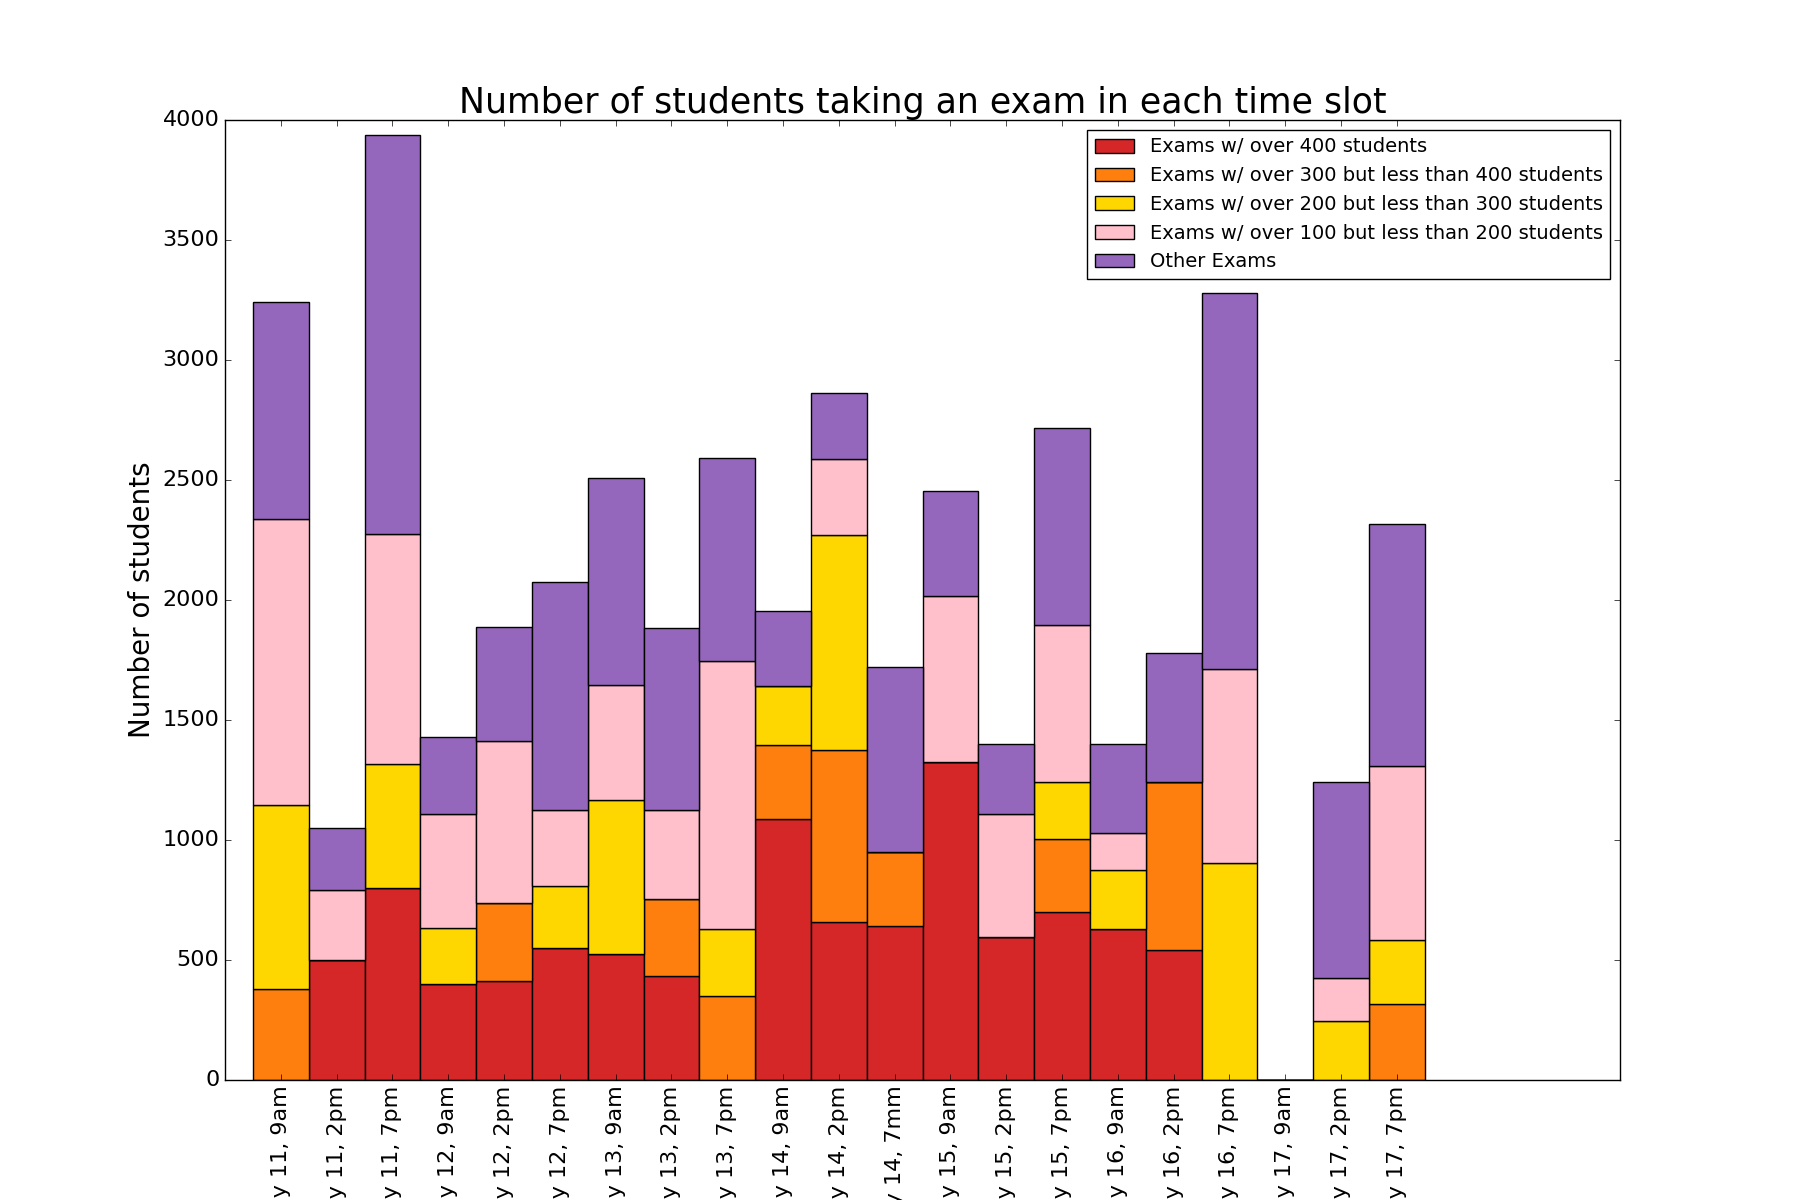 Number of students taking an exam in each time slot
Exams w/ over 400 students
Exams w/ over 300 but less than 400 students
Exams w/ over 200 but less than 300 students
Exams w/ over 100 but less than 200 students
Other Exams
Number of students
4000
3500
3000
2500
2000
1500
1000
500
0
y 11, 9am
y 11, 2pm
y 11, 7pm
y 12, 9am
y 12, 2pm
y 12, 7pm
y 13, 9am
y 13, 2pm
y 13, 7pm
y 14, 9am
y 14, 2pm
y 14, 7mm
y 15, 9am
y 15, 2pm
y 15, 7pm
y 16, 9am
y 16, 2pm
y 16, 7pm
y 17, 9am
y 17, 2pm
y 17, 7pm